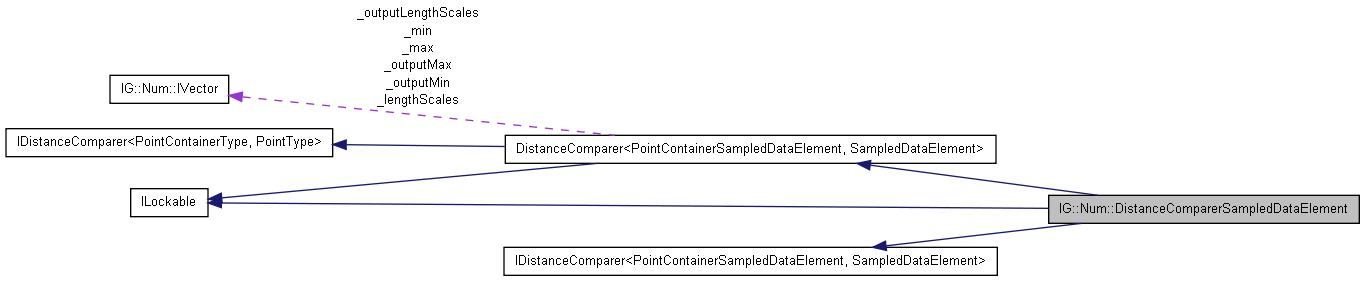 _outputLengthScales
_min
_max
_outputMax
_outputMin
_lengthScales
IG::Num::IVector
IDistanceComparer<PointContainerType, PointType>
DistanceComparer<PointContainerSampledDataElement, SampledDataElement>
ILockable
IG::Num::DistanceComparerSampledDataElement
IDistanceComparer<PointContainerSampledDataElement, SampledDataElement>